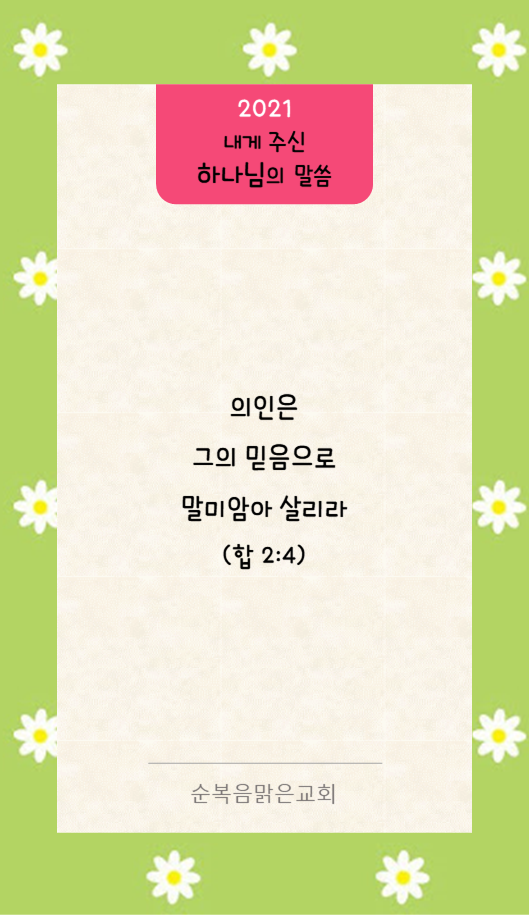 2021
내게 주신
하나님의 말씀
의인은
그의 믿음으로
말미암아 살리라
(합 2:4)
순복음맑은교회